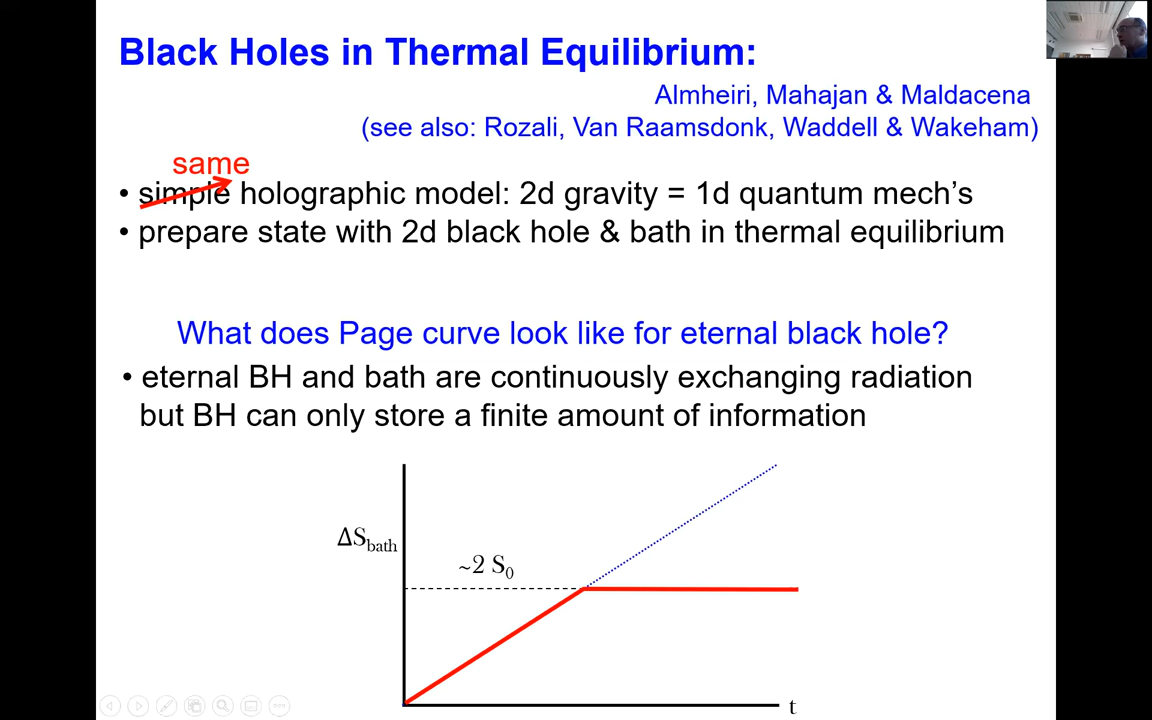 Black Holes in Thermal Equilibrium:
Almheiri, Mahajan & Maldacena
(see also: Rozali, Van Raamsdonk, Waddell & Wakeham)
same
• simple holographic model: 2d gravity = 1d quantum mech's
• prepare state with 2d black hole & bath in thermal equilibrium
What does Page curve look like for eternal black hole?
• eternal BH and bath are continuously exchanging radiation
but BH can only store a finite amount of information
ΔS_bath
~2 S₀
t